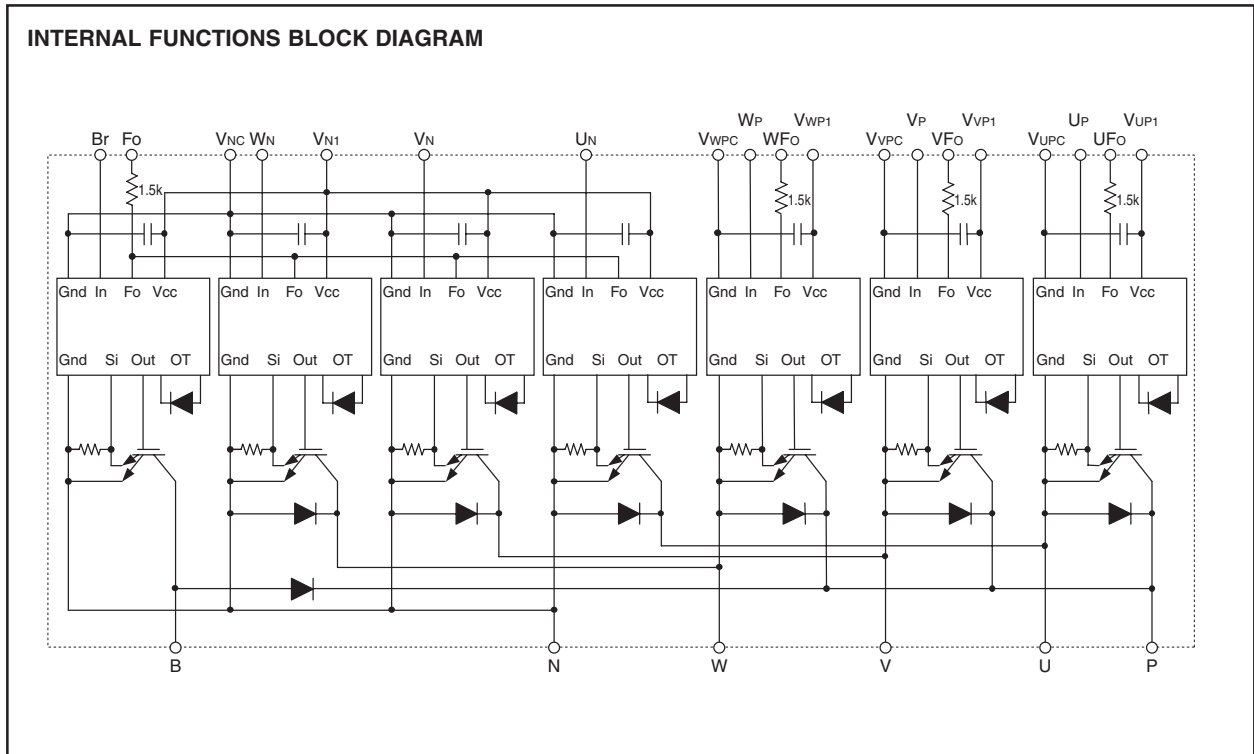 INTERNAL FUNCTIONS BLOCK DIAGRAM
WP VWP1 VP VVP1 UP VUP1
Br Fo VNC WN VN1 VN UN VWPC WFO VVPC VFO VUPC UFO
1.5k 1.5k 1.5k 1.5k
Gnd In Fo Vcc Gnd In Fo Vcc Gnd In Fo Vcc Gnd In Fo Vcc Gnd In Fo Vcc Gnd In Fo Vcc Gnd In Fo Vcc
Gnd Si Out OT Gnd Si Out OT Gnd Si Out OT Gnd Si Out OT Gnd Si Out OT Gnd Si Out OT Gnd Si Out OT
B N W V U P